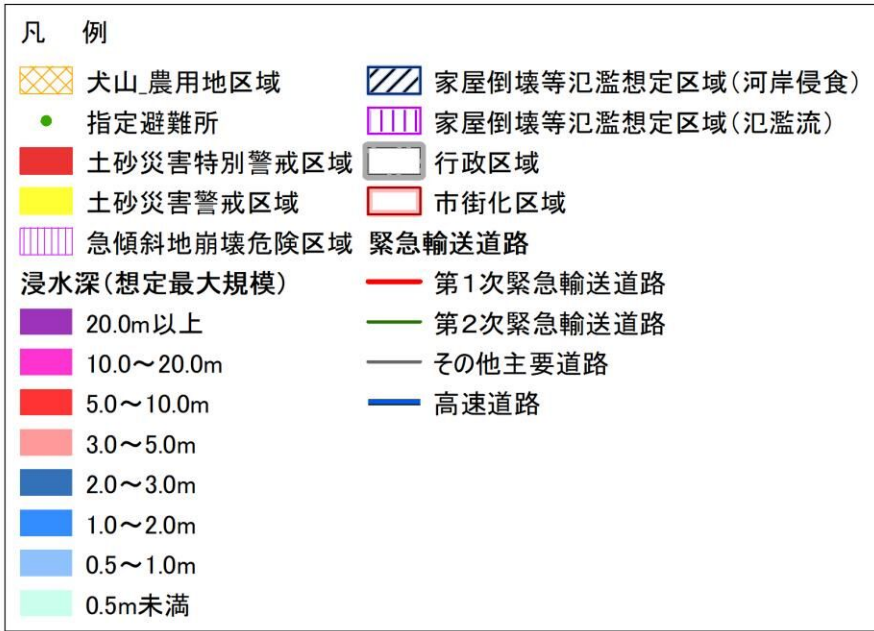 凡 例
犬山_農用地区域
指定避難所
土砂災害特別警戒区域
土砂災害警戒区域
急傾斜地崩壊危険区域
浸水深(想定最大規模)
20.0m以上
10.0～20.0m
5.0～10.0m
3.0～5.0m
2.0～3.0m
1.0～2.0m
0.5～1.0m
0.5m未満
家屋倒壊等氾濫想定区域(河岸侵食)
家屋倒壊等氾濫想定区域(氾濫流)
行政区域
市街化区域
緊急輸送道路
第1次緊急輸送道路
第2次緊急輸送道路
その他主要道路
高速道路